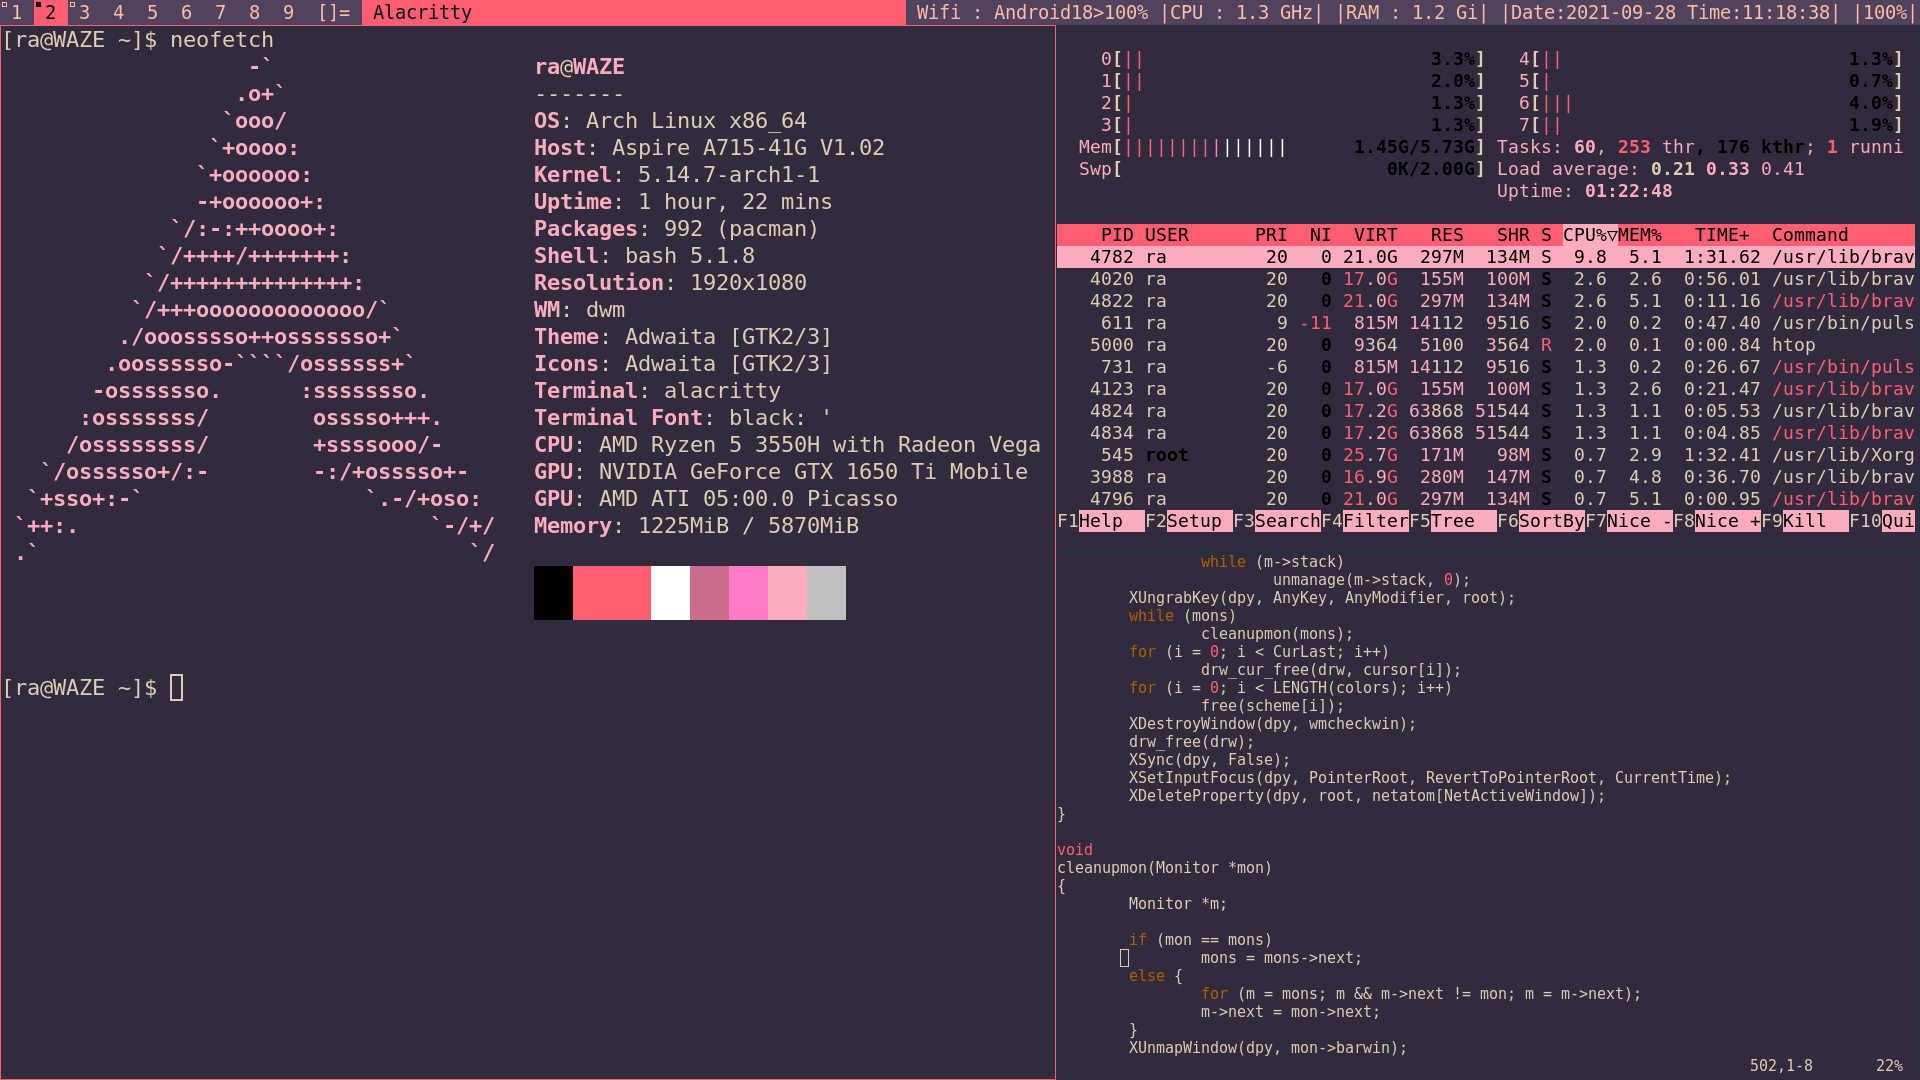 1 2 3 4 5 6 7 8 9 []= Alacritty Wifi : Android18>100% |CPU : 1.3 GHz| |RAM : 1.2 Gi| |Date:2021-09-28 Time:11:18:38| |100%|
[ra@WAZE ~]$ neofetch
                   -`
                  .o+`
                 `ooo/
                `+oooo:
               `+oooooo:
               -+oooooo+:
             `/:-:++oooo+:
            `/++++/+++++++:
           `/++++++++++++++:
          `/+++ooooooooooooo/`
         ./ooosssso++osssssso+`
        .oossssso-````/ossssss+`
       -osssssso.      :ssssssso.
      :osssssss/        osssso+++.
     /ossssssss/        +ssssooo/-
   `/ossssso+/:-        -:/+osssso+-
  `+sso+:-`                 `.-/+oso:
 `++:.                           `-/+/
 .`                                 `/
ra@WAZE
-------
OS: Arch Linux x86_64
Host: Aspire A715-41G V1.02
Kernel: 5.14.7-arch1-1
Uptime: 1 hour, 22 mins
Packages: 992 (pacman)
Shell: bash 5.1.8
Resolution: 1920x1080
WM: dwm
Theme: Adwaita [GTK2/3]
Icons: Adwaita [GTK2/3]
Terminal: alacritty
Terminal Font: black: '
CPU: AMD Ryzen 5 3550H with Radeon Vega
GPU: NVIDIA GeForce GTX 1650 Ti Mobile
GPU: AMD ATI 05:00.0 Picasso
Memory: 1225MiB / 5870MiB
[ra@WAZE ~]$
0[|| 3.3%] 4[|| 1.3%]
1[|| 2.0%] 5[| 0.7%]
2[| 1.3%] 6[||| 4.0%]
3[| 1.3%] 7[|| 1.9%]
Mem[||||||||||||||| 1.45G/5.73G] Tasks: 60, 253 thr, 176 kthr; 1 runni
Swp[ 0K/2.00G] Load average: 0.21 0.33 0.41
Uptime: 01:22:48
PID USER PRI NI VIRT RES SHR S CPU%▽MEM% TIME+ Command
4782 ra 20 0 21.0G 297M 134M S 9.8 5.1 1:31.62 /usr/lib/brav
4020 ra 20 0 17.0G 155M 100M S 2.6 2.6 0:56.01 /usr/lib/brav
4822 ra 20 0 21.0G 297M 134M S 2.6 5.1 0:11.16 /usr/lib/brav
611 ra 9 -11 815M 14112 9516 S 2.0 0.2 0:47.40 /usr/bin/puls
5000 ra 20 0 9364 5100 3564 R 2.0 0.1 0:00.84 htop
731 ra -6 0 815M 14112 9516 S 1.3 0.2 0:26.67 /usr/bin/puls
4123 ra 20 0 17.0G 155M 100M S 1.3 2.6 0:21.47 /usr/lib/brav
4824 ra 20 0 17.2G 63868 51544 S 1.3 1.1 0:05.53 /usr/lib/brav
4834 ra 20 0 17.2G 63868 51544 S 1.3 1.1 0:04.85 /usr/lib/brav
545 root 20 0 25.7G 171M 98M S 0.7 2.9 1:32.41 /usr/lib/Xorg
3988 ra 20 0 16.9G 280M 147M S 0.7 4.8 0:36.70 /usr/lib/brav
4796 ra 20 0 21.0G 297M 134M S 0.7 5.1 0:00.95 /usr/lib/brav
F1Help F2Setup F3SearchF4FilterF5Tree F6SortByF7Nice -F8Nice +F9Kill F10Qui
                while (m->stack)
                        unmanage(m->stack, 0);
        XUngrabKey(dpy, AnyKey, AnyModifier, root);
        while (mons)
                cleanupmon(mons);
        for (i = 0; i < CurLast; i++)
                drw_cur_free(drw, cursor[i]);
        for (i = 0; i < LENGTH(colors); i++)
                free(scheme[i]);
        XDestroyWindow(dpy, wmcheckwin);
        drw_free(drw);
        XSync(dpy, False);
        XSetInputFocus(dpy, PointerRoot, RevertToPointerRoot, CurrentTime);
        XDeleteProperty(dpy, root, netatom[NetActiveWindow]);
}
void
cleanupmon(Monitor *mon)
{
        Monitor *m;
        if (mon == mons)
                mons = mons->next;
        else {
                for (m = mons; m && m->next != mon; m = m->next);
                m->next = mon->next;
        }
        XUnmapWindow(dpy, mon->barwin);
502,1-8 22%